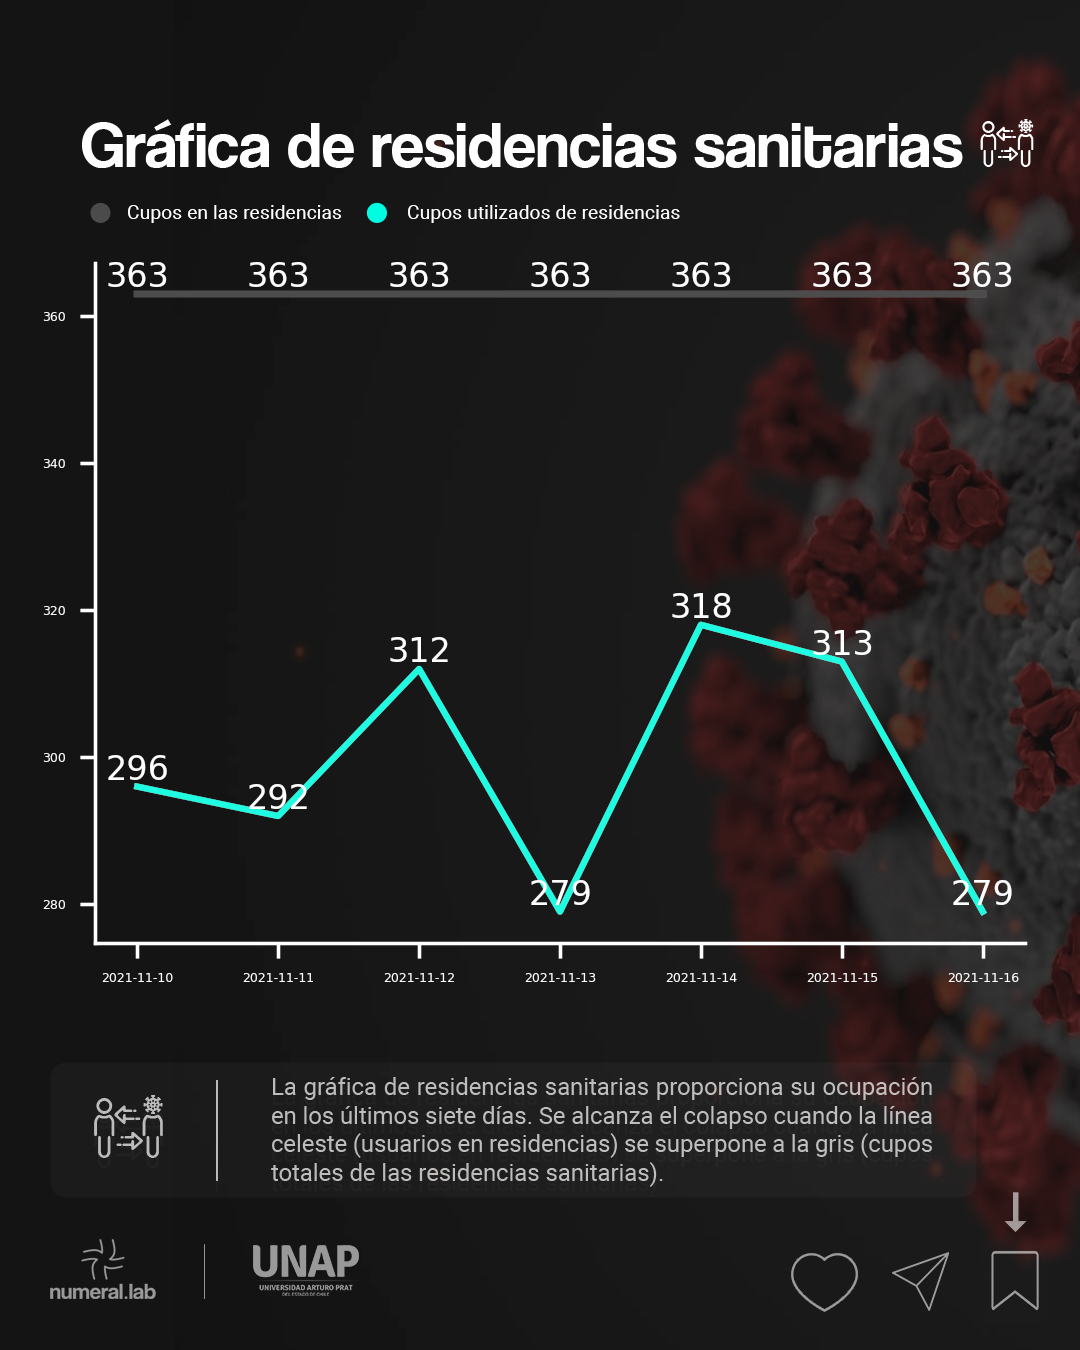 Gráfica de residencias sanitarias
Cupos en las residencias
Cupos utilizados de residencias
363 363 363 363 363 363 363
360
340
320
300
280
296
292
312
279
318
313
279
2021-11-10 2021-11-11 2021-11-12 2021-11-13 2021-11-14 2021-11-15 2021-11-16
La gráfica de residencias sanitarias proporciona su ocupación
en los últimos siete días. Se alcanza el colapso cuando la línea
celeste (usuarios en residencias) se superpone a la gris (cupos
totales de las residencias sanitarias).
numeral.lab
UNAP
UNIVERSIDAD ARTURO PRAT
DEL ESTADO DE CHILE